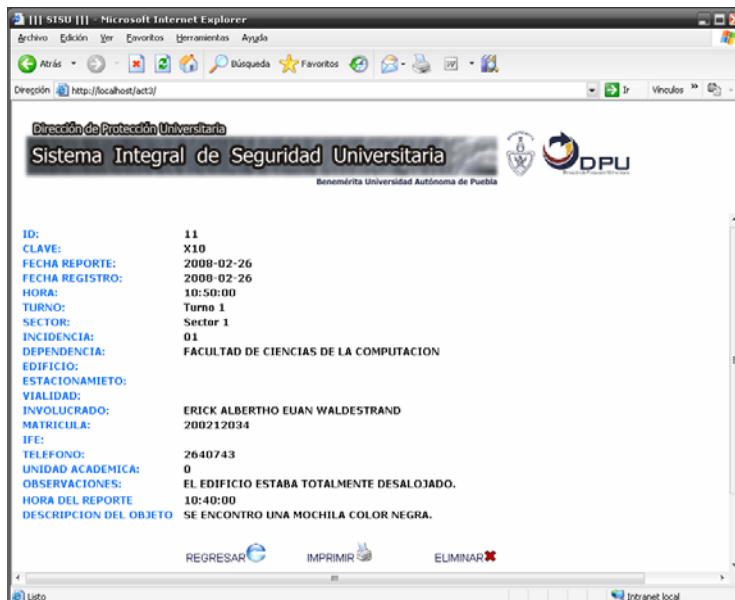 ||| SISU ||| - Microsoft Internet Explorer
Archivo Edición Ver Favoritos Herramientas Ayuda
Atrás Búsqueda Favoritos
Dirección http://localhost/act3/ Ir Vínculos »
Dirección de Protección Universitaria
Sistema Integral de Seguridad Universitaria
DPU
Benemérita Universidad Autónoma de Puebla
ID: 11
CLAVE: X10
FECHA REPORTE: 2008-02-26
FECHA REGISTRO: 2008-02-26
HORA: 10:50:00
TURNO: Turno 1
SECTOR: Sector 1
INCIDENCIA: 01
DEPENDENCIA: FACULTAD DE CIENCIAS DE LA COMPUTACION
EDIFICIO:
ESTACIONAMIETO:
VIALIDAD:
INVOLUCRADO: ERICK ALBERTHO EUAN WALDESTRAND
MATRICULA: 200212034
IFE:
TELEFONO: 2640743
UNIDAD ACADEMICA: 0
OBSERVACIONES: EL EDIFICIO ESTABA TOTALMENTE DESALOJADO.
HORA DEL REPORTE 10:40:00
DESCRIPCION DEL OBJETO SE ENCONTRO UNA MOCHILA COLOR NEGRA.
REGRESAR IMPRIMIR ELIMINAR
Listo Intranet local